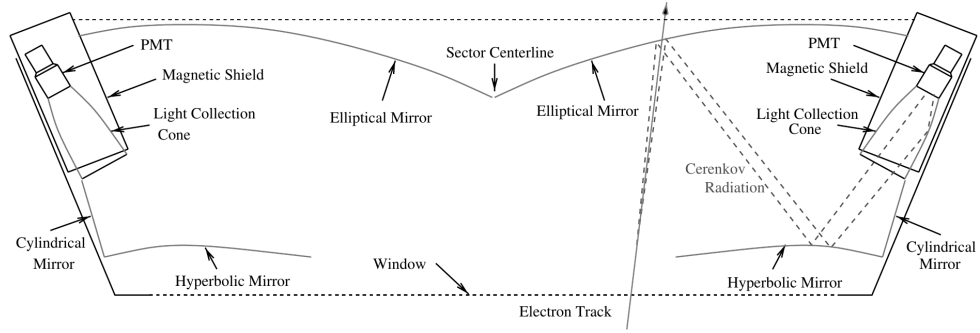 PMT
Magnetic Shield
Light Collection
Cone
Sector Centerline
Elliptical Mirror
Elliptical Mirror
PMT
Magnetic Shield
Light Collection
Cone
Cerenkov
Radiation
Cylindrical
Mirror
Hyperbolic Mirror
Window
Electron Track
Hyperbolic Mirror
Cylindrical
Mirror